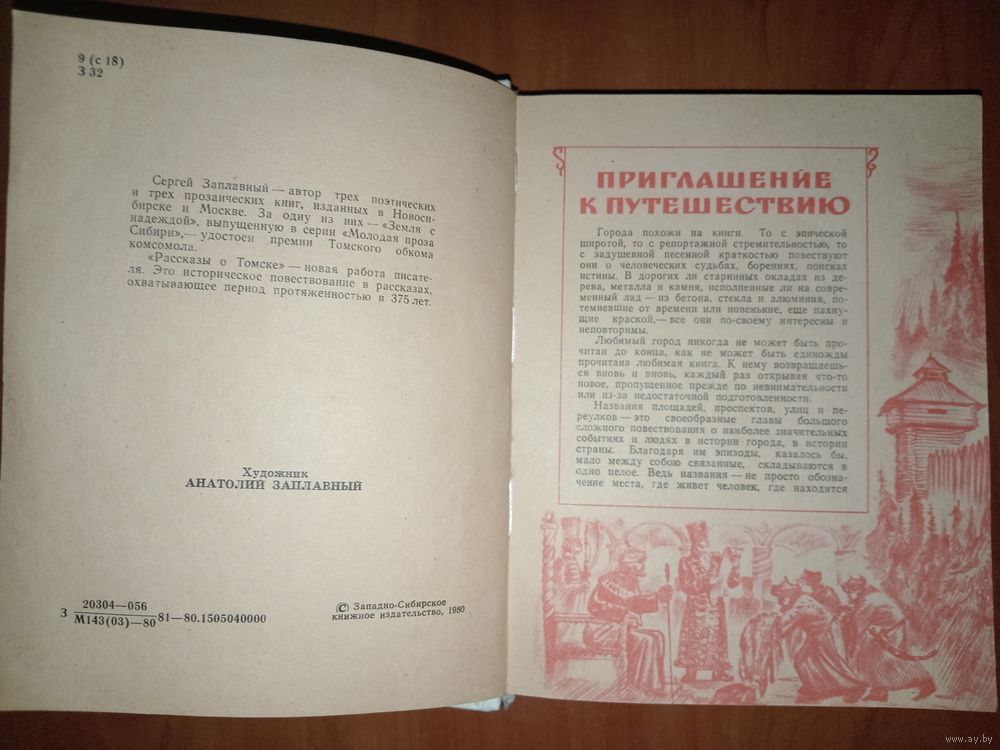 9 (с 18)
З 32
Сергей Заплавный — автор трех поэтических
и трех прозаических книг, изданных в Новоси-
бирске и Москве. За одну из них — «Земля с
надеждой», выпущенную в серии «Молодая проза
Сибири»,— удостоен премии Томского обкома
комсомола.
«Рассказы о Томске» — новая работа писате-
ля. Это историческое повествование в рассказах,
охватывающее период протяженностью в 375 лет.
Художник
АНАТОЛИЙ ЗАПЛАВНЫЙ
З 20304—056
М143(03)—80 81—80.1505040000
© Западно-Сибирское
книжное издательство, 1980
ПРИГЛАШЕНИЕ
К ПУТЕШЕСТВИЮ
Города похожи на книги. То с эпической
широтой, то с репортажной стремительностью, то
с задушевной песенной краткостью повествуют
они о человеческих судьбах, борениях, поисках
истины. В дорогих ли старинных окладах из де-
рева, металла и камня, исполненные ли на совре-
менный лад — из бетона, стекла и алюминия, по-
темневшие от времени или новенькие, еще пахну-
щие краской,— все они по-своему интересны и
неповторимы.
Любимый город никогда не может быть про-
читан до конца, как не может быть единожды
прочитана любимая книга. К нему возвращаешь-
ся вновь и вновь, каждый раз открывая что-то
новое, пропущенное прежде по невнимательности
или из-за недостаточной подготовленности.
Названия площадей, проспектов, улиц и пе-
реулков — это своеобразные главы большого
сложного повествования о наиболее значительных
событиях и людях в истории города, в истории
страны. Благодаря им эпизоды, казалось бы,
мало между собою связанные, складываются в
одно целое. Ведь названия — не просто обозна-
чение места, где живет человек, где находится
www.ay.by